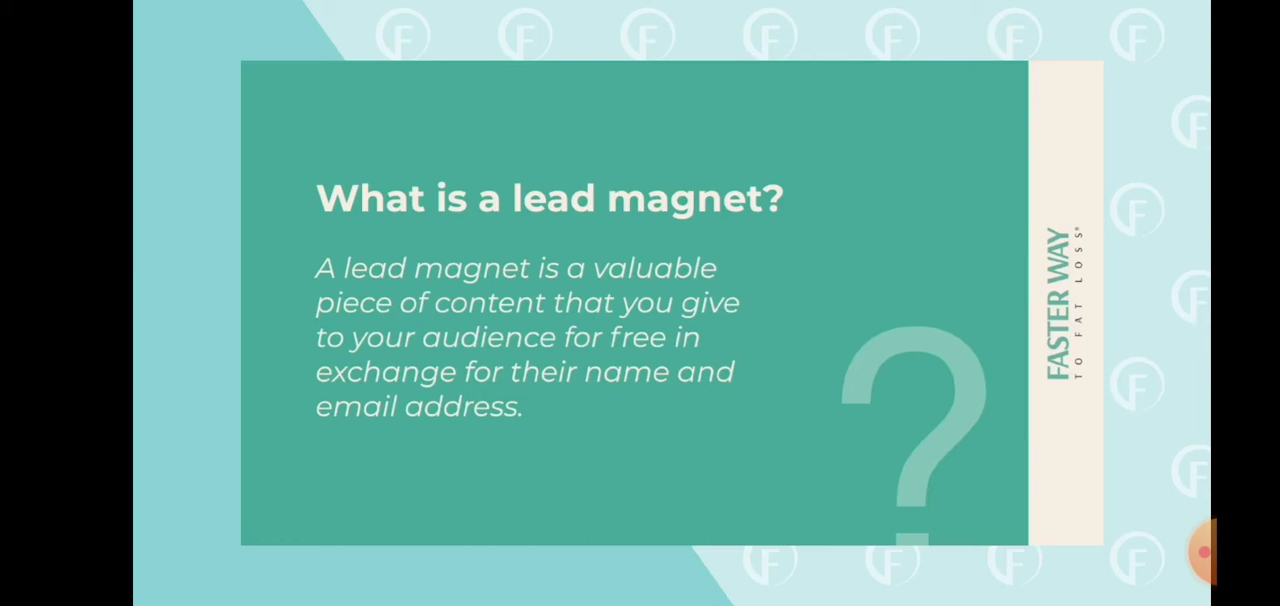 What is a lead magnet?
A lead magnet is a valuable
piece of content that you give
to your audience for free in
exchange for their name and
email address.
FASTER WAY
TO FAT LOSS®